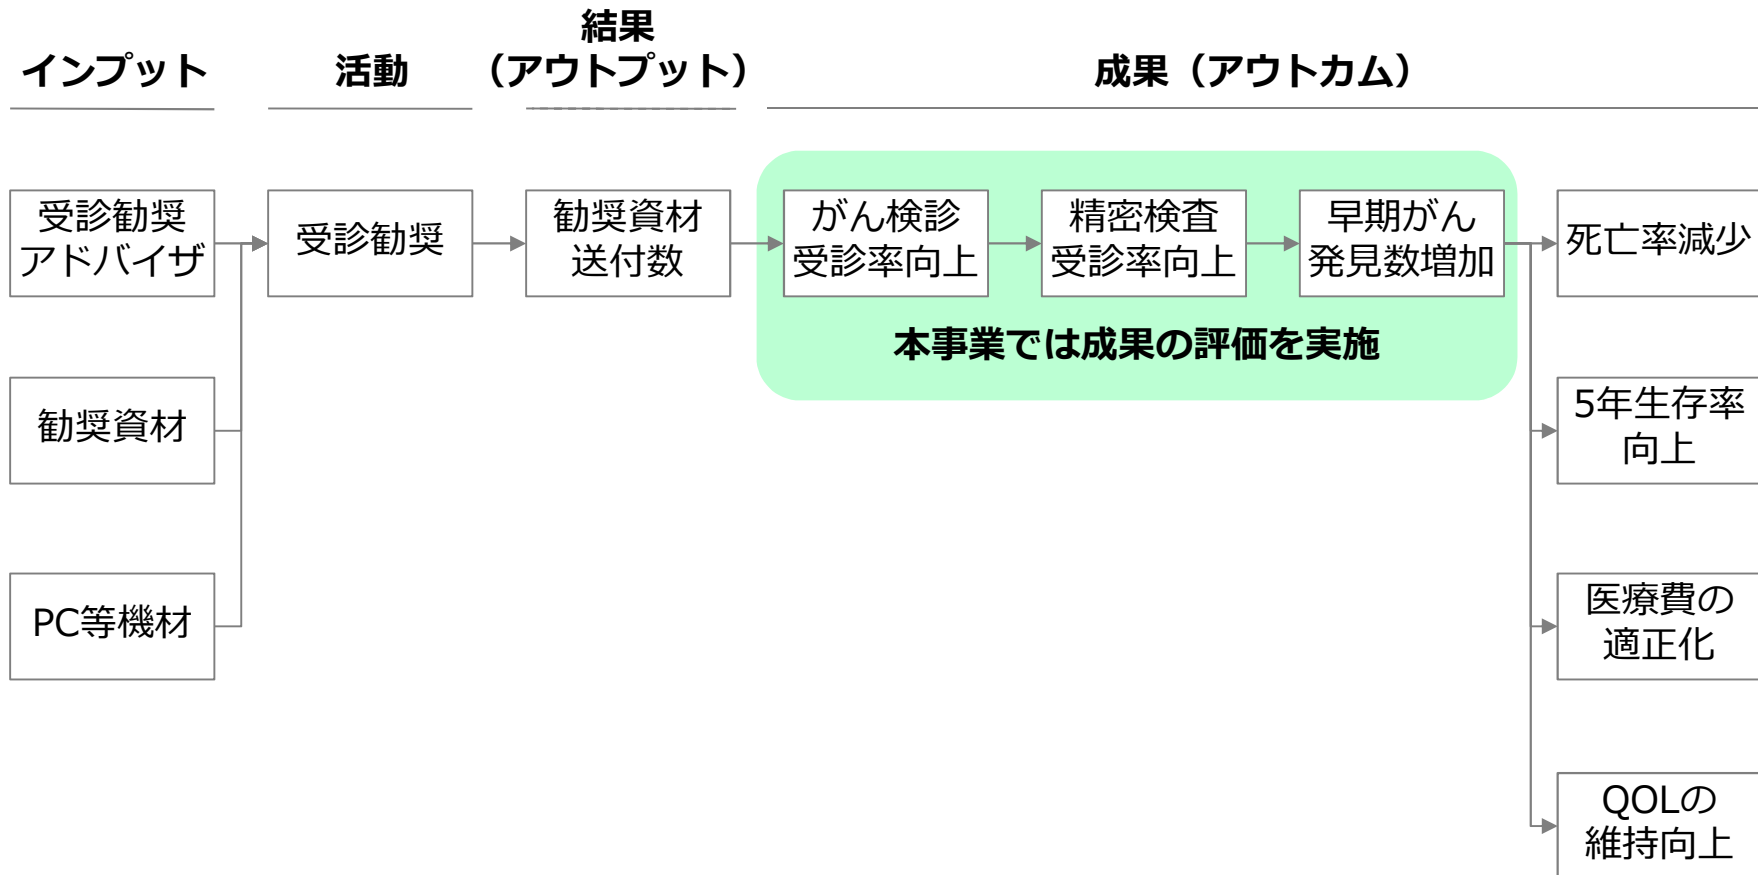 インプット
活動
結果
（アウトプット）
成果（アウトカム）
受診勧奨
アドバイザ
受診勧奨
勧奨資材
送付数
がん検診
受診率向上
精密検査
受診率向上
早期がん
発見数増加
死亡率減少
本事業では成果の評価を実施
勧奨資材
5年生存率
向上
PC等機材
医療費の
適正化
QOLの
維持向上